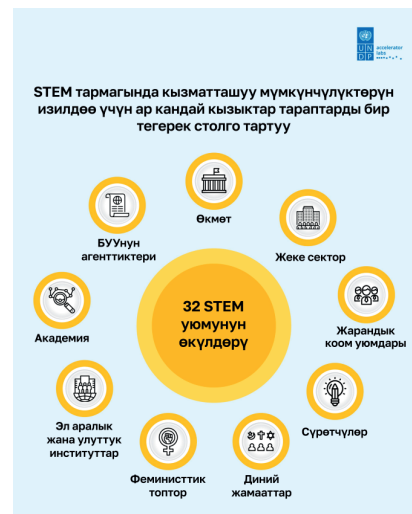 U N
D P
accelerator
labs
STEM тармагында кызматташуу мүмкүнчүлүктөрүн
изилдөө үчүн ар кандай кызыктар тараптарды бир
тегерек столго тартуу
Өкмөт
БУУнун
агенттиктери
Жеке сектор
Академия
32 STEM
уюмунун
өкүлдөрү
Жарандык
коом уюмдары
Эл аралык
жана улуттук
институттар
Сүрөтчүлөр
Феминисттик
топтор
Диний
жамааттар